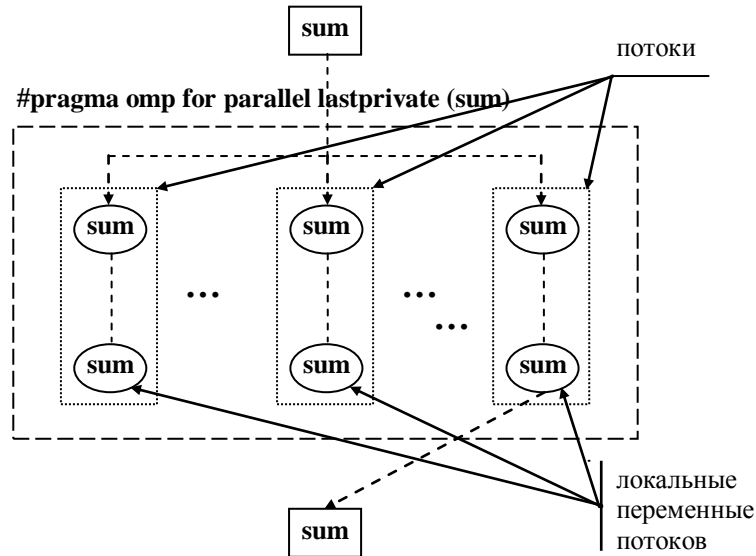 sum
потоки
#pragma omp for parallel lastprivate (sum)
sum sum sum
... ... ...
sum sum sum
sum
локальные
переменные
потоков